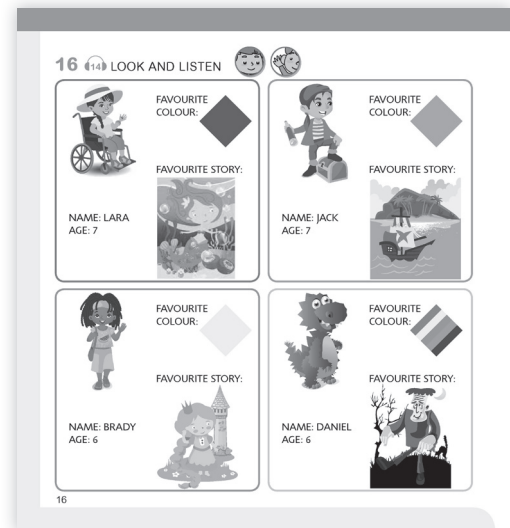 16 14 LOOK AND LISTEN
FAVOURITE
COLOUR:
FAVOURITE STORY:
NAME: LARA
AGE: 7
FAVOURITE
COLOUR:
FAVOURITE STORY:
NAME: JACK
AGE: 7
FAVOURITE
COLOUR:
FAVOURITE STORY:
NAME: BRADY
AGE: 6
FAVOURITE
COLOUR:
FAVOURITE STORY:
NAME: DANIEL
AGE: 6
16